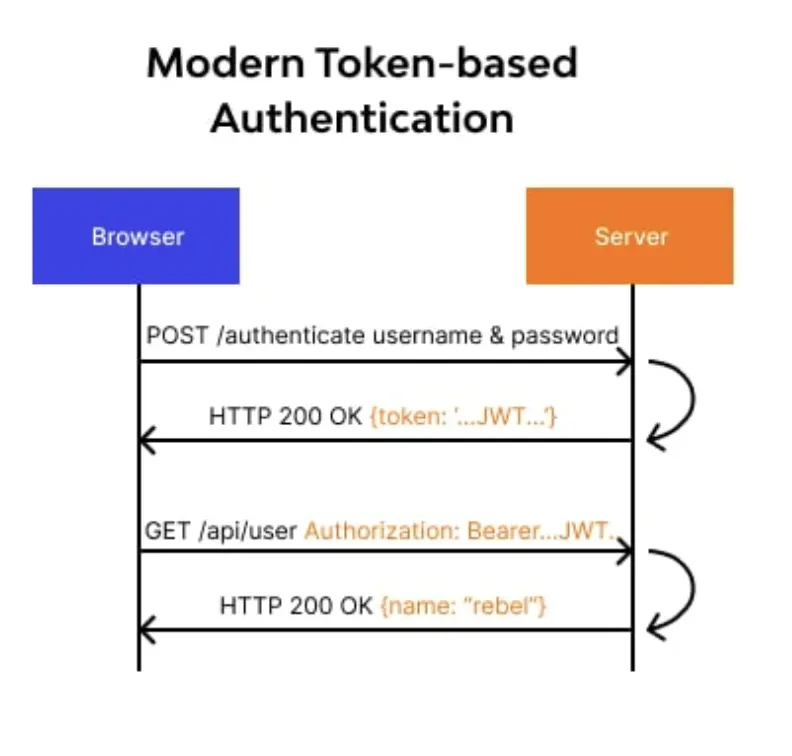 Modern Token-based
Authentication
Browser
Server
POST /authenticate username & password
HTTP 200 OK {token: ‘...JWT...’}
GET /api/user Authorization: Bearer...JWT.
HTTP 200 OK {name: “rebel”}